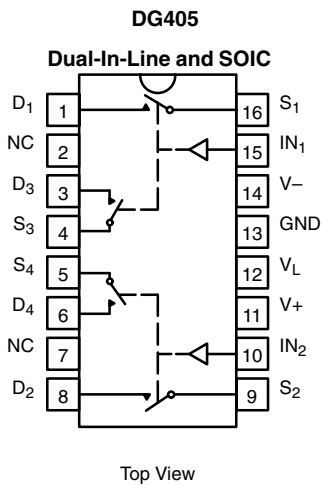 DG405
Dual-In-Line and SOIC
D1 1 16 S1
NC 2 15 IN1
D3 3 14 V–
S3 4 13 GND
S4 5 12 VL
D4 6 11 V+
NC 7 10 IN2
D2 8 9 S2
Top View